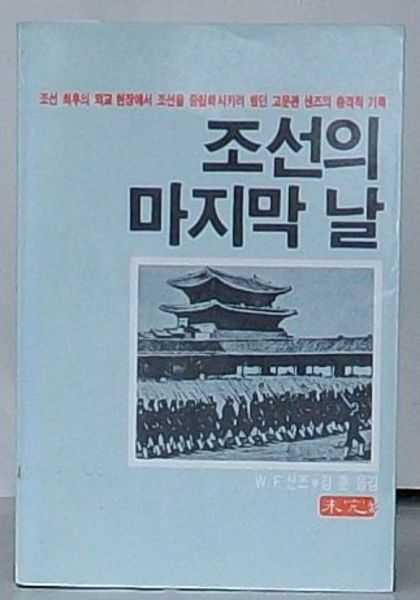 조선 최후의 외교 현장에서 조선을 중립화시키려 했던 고문관 샌즈의 충격적 기록
조선의
마지막 날
W. F. 샌즈 ● 김 훈 옮김
未完